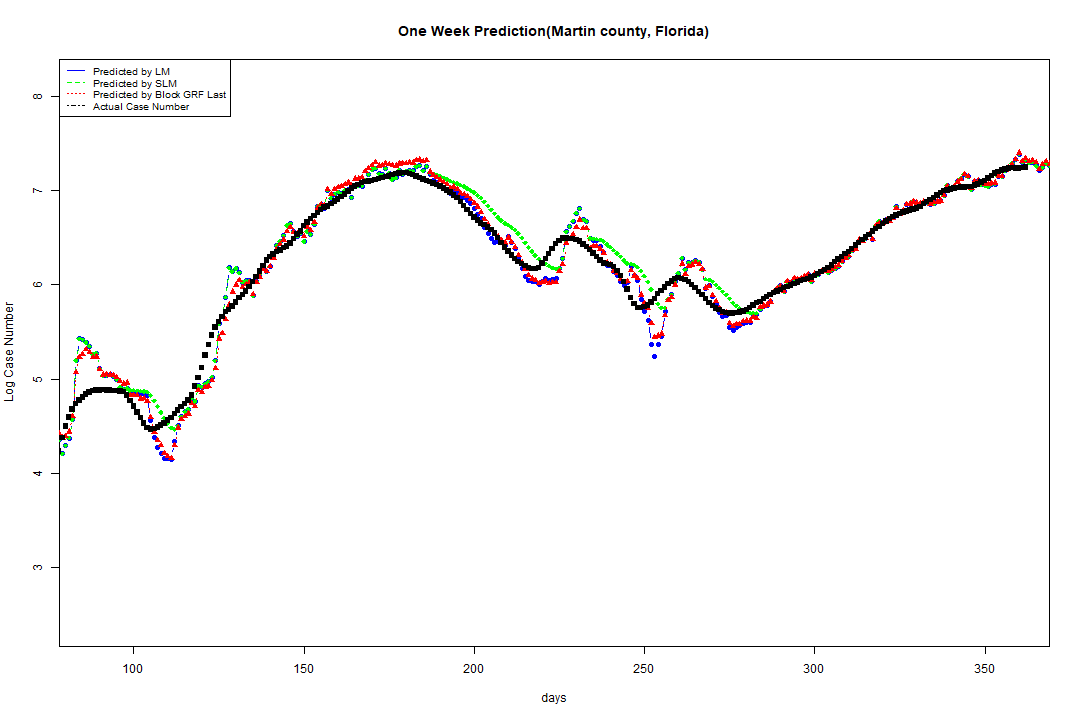 One Week Prediction(Martin county, Florida)
Predicted by LM
Predicted by SLM
Predicted by Block GRF Last
Actual Case Number
8
7
6
5
4
3
Log Case Number
100 150 200 250 300 350
days